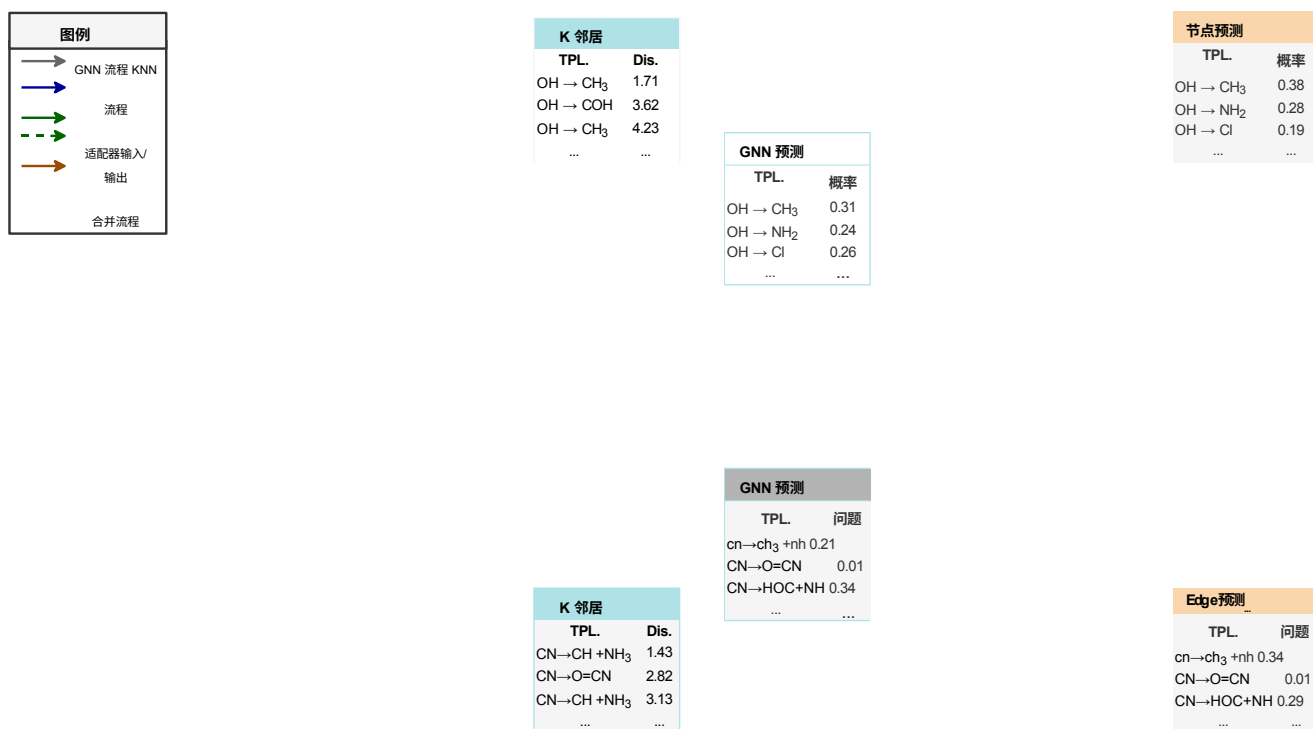 图例
GNN 流程 KNN
流程
适配器输入/
输出
合并流程
K 邻居
TPL. Dis.
OH → CH₃ 1.71
OH → COH 3.62
OH → CH₃ 4.23
... ...
GNN 预测
TPL. 概率
OH → CH₃ 0.31
OH → NH₂ 0.24
OH → Cl 0.26
... ...
节点预测
TPL. 概率
OH → CH₃ 0.38
OH → NH₂ 0.28
OH → Cl 0.19
... ...
GNN 预测
TPL. 问题
cn→ch₃ +nh 0.21
CN→O=CN 0.01
CN→HOC+NH 0.34
... ...
K 邻居
TPL. Dis.
CN→CH +NH₃ 1.43
CN→O=CN 2.82
CN→CH +NH₃ 3.13
... ...
Edge预测
...
TPL. 问题
cn→ch₃ +nh 0.34
CN→O=CN 0.01
CN→HOC+NH 0.29
... ...